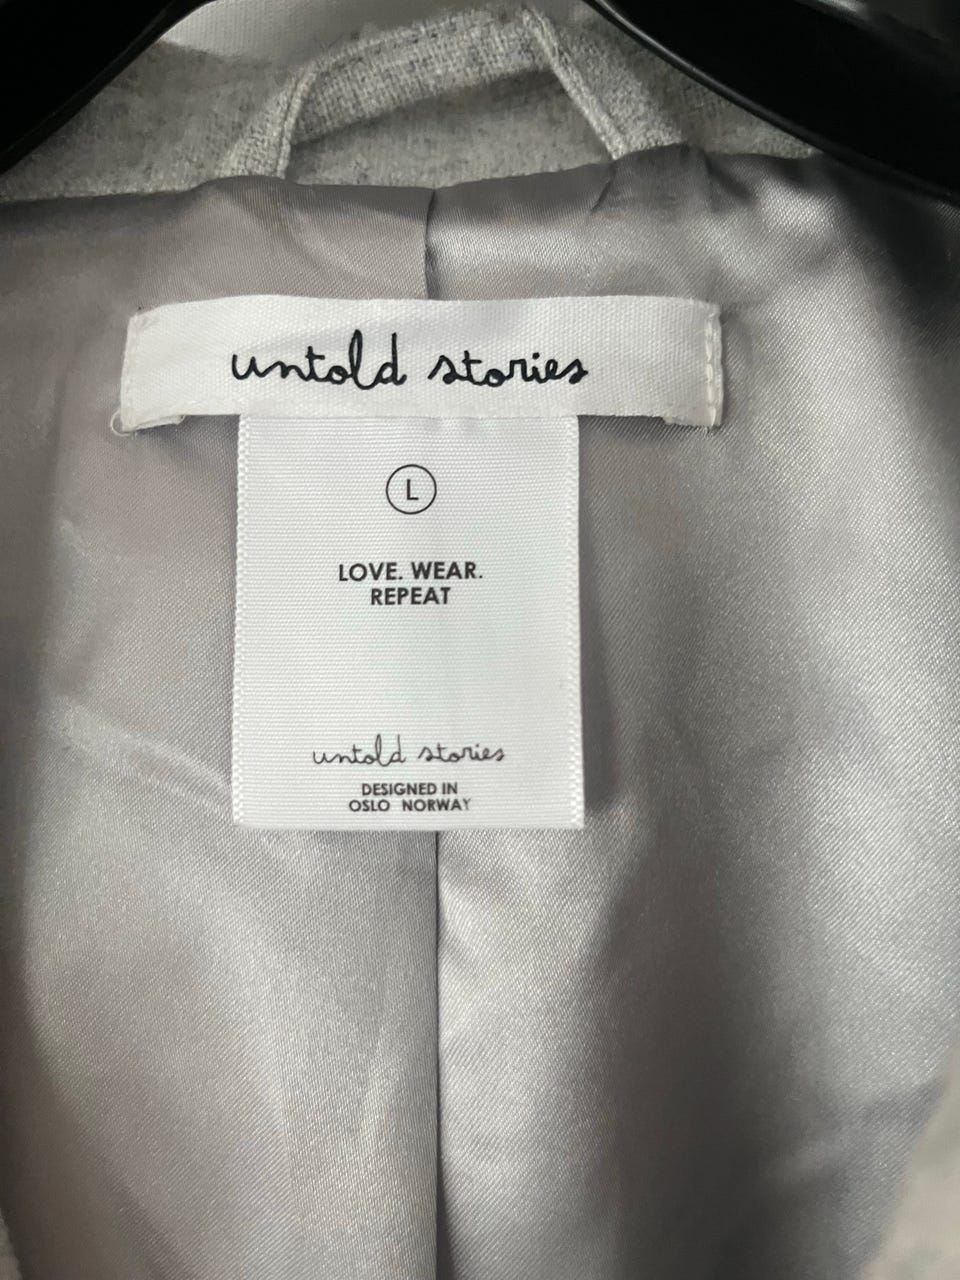 untold stories
L
LOVE. WEAR.
REPEAT
untold stories
DESIGNED IN
OSLO NORWAY